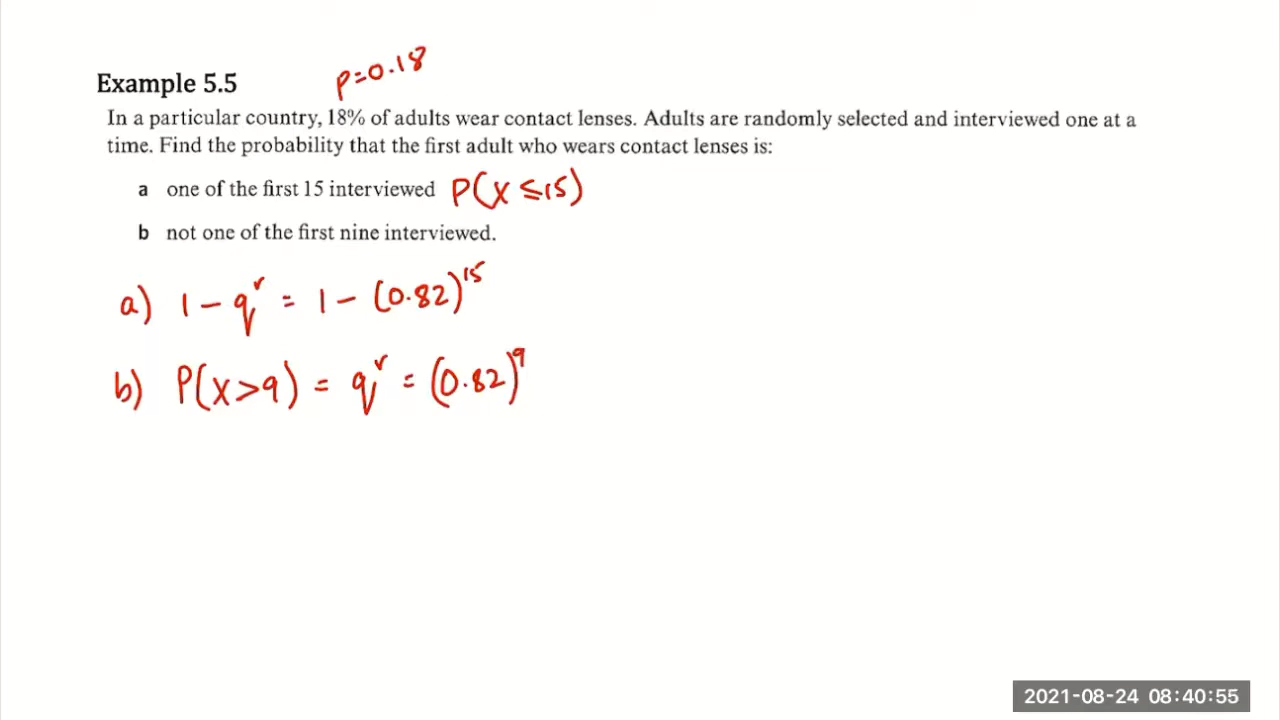 p=0.18
Example 5.5
In a particular country, 18% of adults wear contact lenses. Adults are randomly selected and interviewed one at a
time. Find the probability that the first adult who wears contact lenses is:
a one of the first 15 interviewed P(X ≤ 15)
b not one of the first nine interviewed.
a) 1 - q^r = 1 - (0.82)^15
b) P(X>9) = q^r = (0.82)^9
2021-08-24 08:40:55